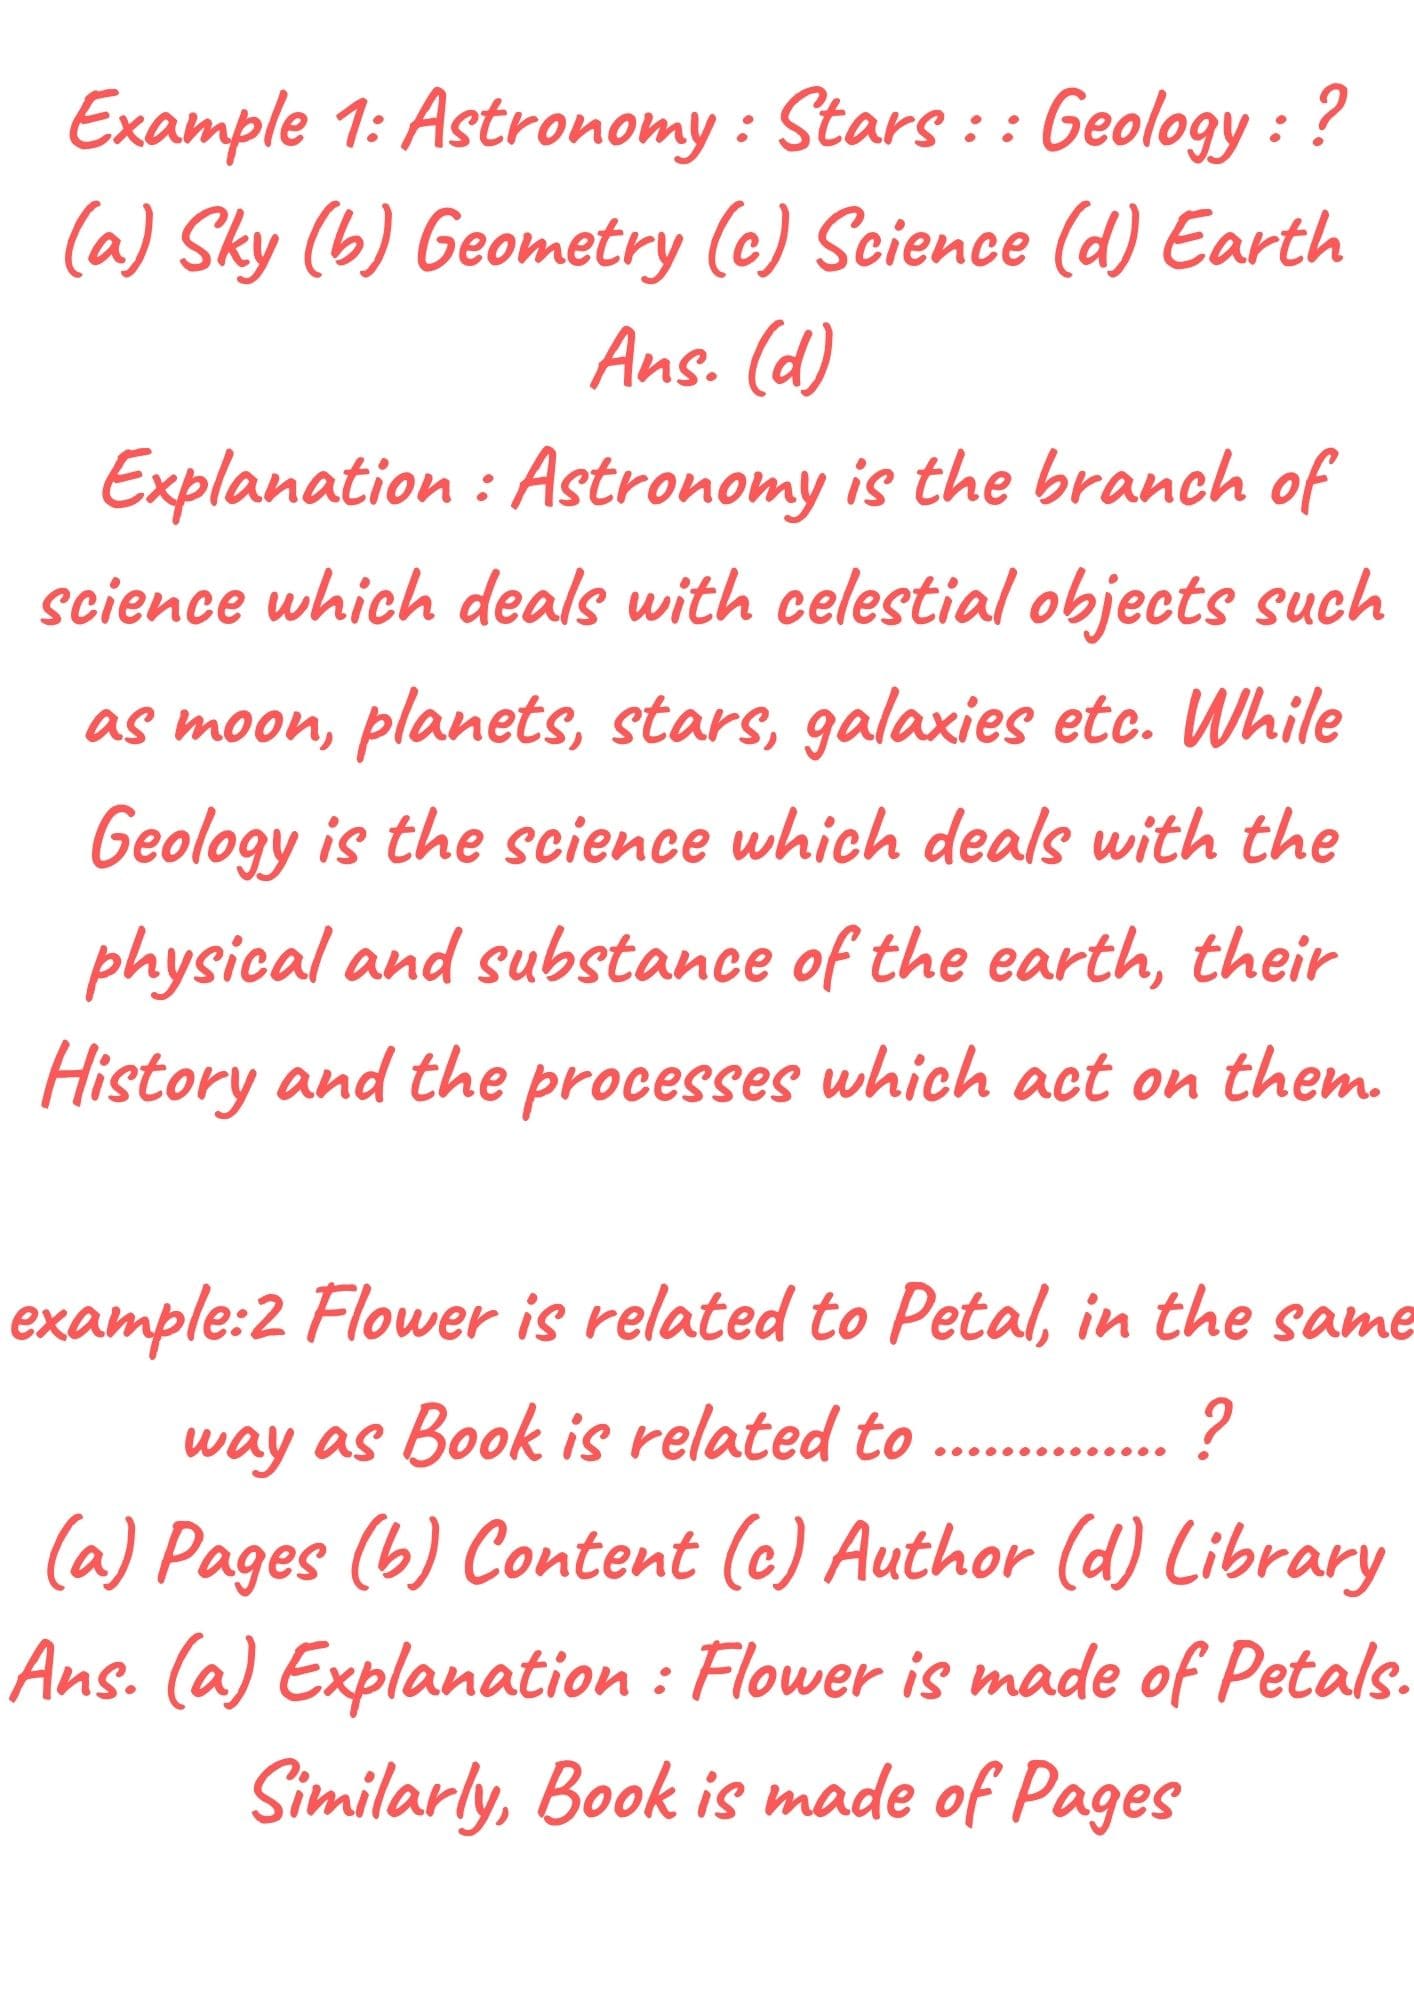 Example 1: Astronomy : Stars : : Geology : ?
(a) Sky (b) Geometry (c) Science (d) Earth
Ans. (d)
Explanation : Astronomy is the branch of
science which deals with celestial objects such
as moon, planets, stars, galaxies etc. While
Geology is the science which deals with the
physical and substance of the earth, their
History and the processes which act on them.
example:2 Flower is related to Petal, in the same
way as Book is related to .............. ?
(a) Pages (b) Content (c) Author (d) Library
Ans. (a) Explanation : Flower is made of Petals.
Similarly, Book is made of Pages